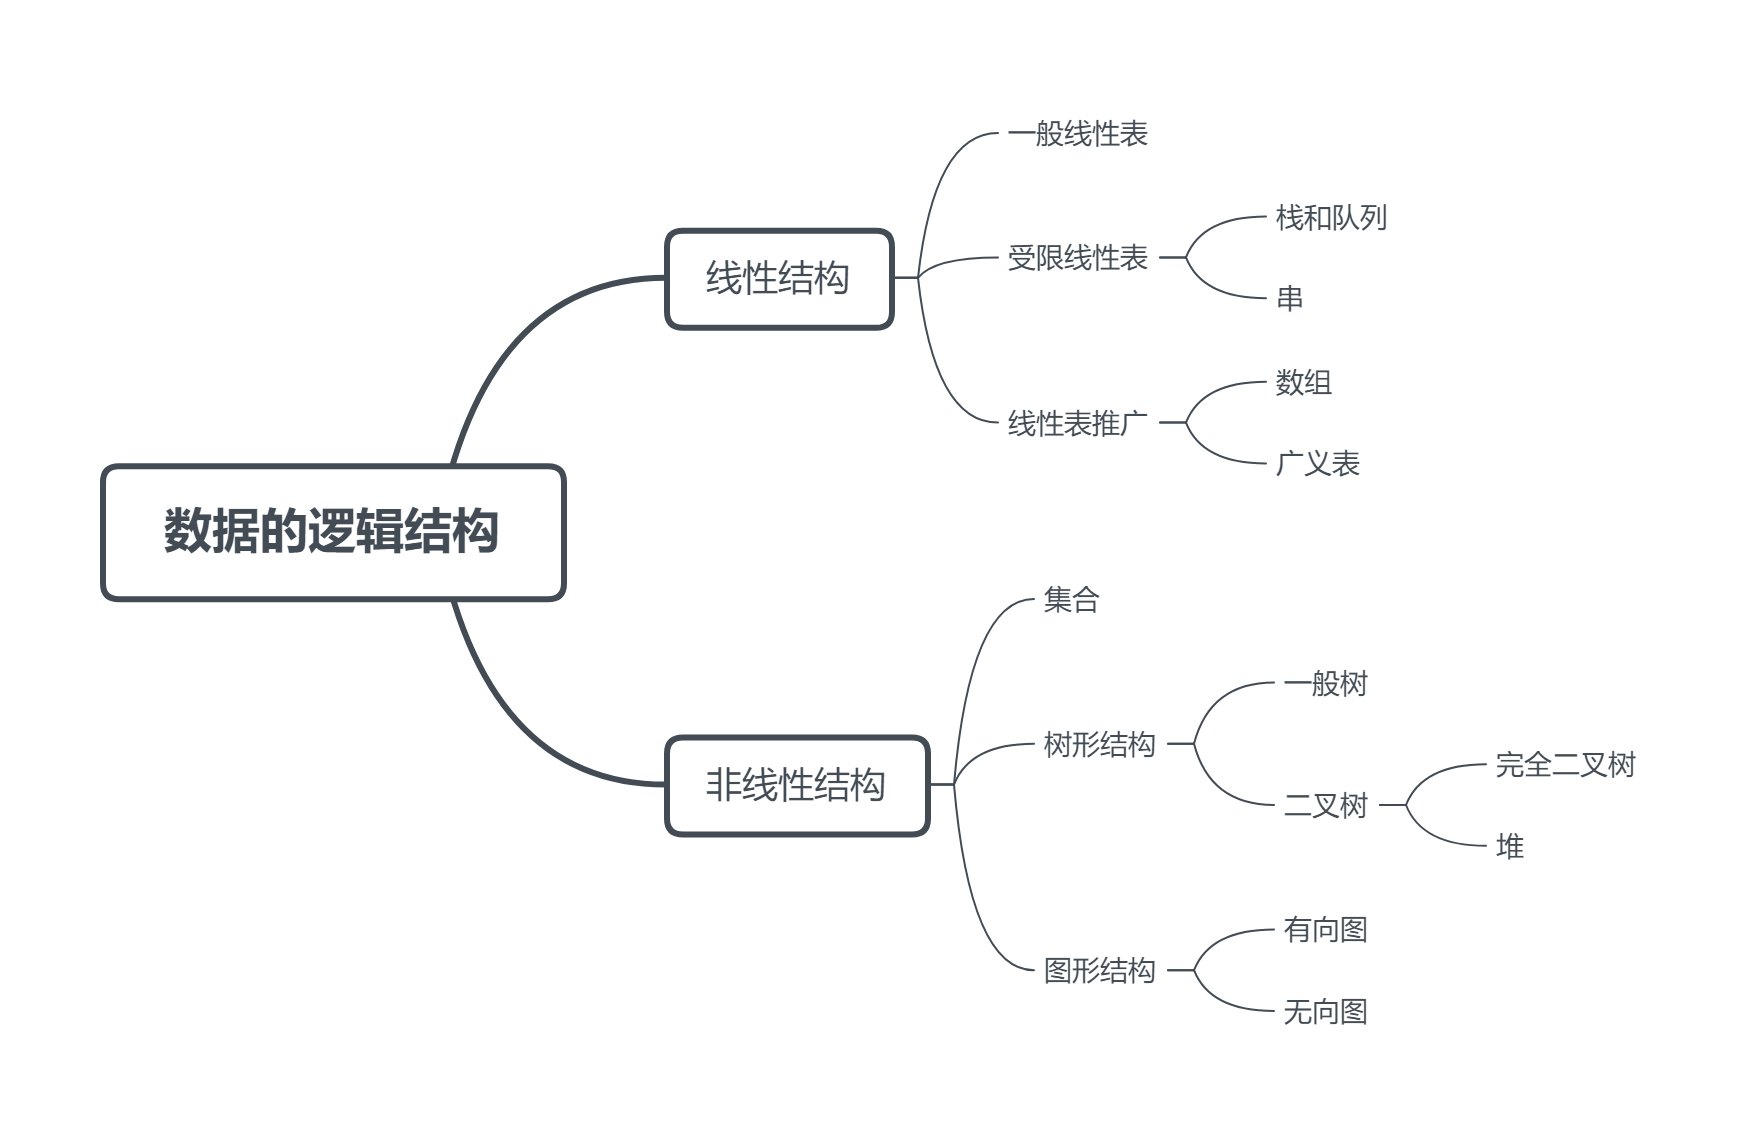 一般线性表
栈和队列
受限线性表
线性结构
串
数组
线性表推广
广义表
数据的逻辑结构
集合
一般树
树形结构
完全二叉树
非线性结构
二叉树
堆
有向图
图形结构
无向图